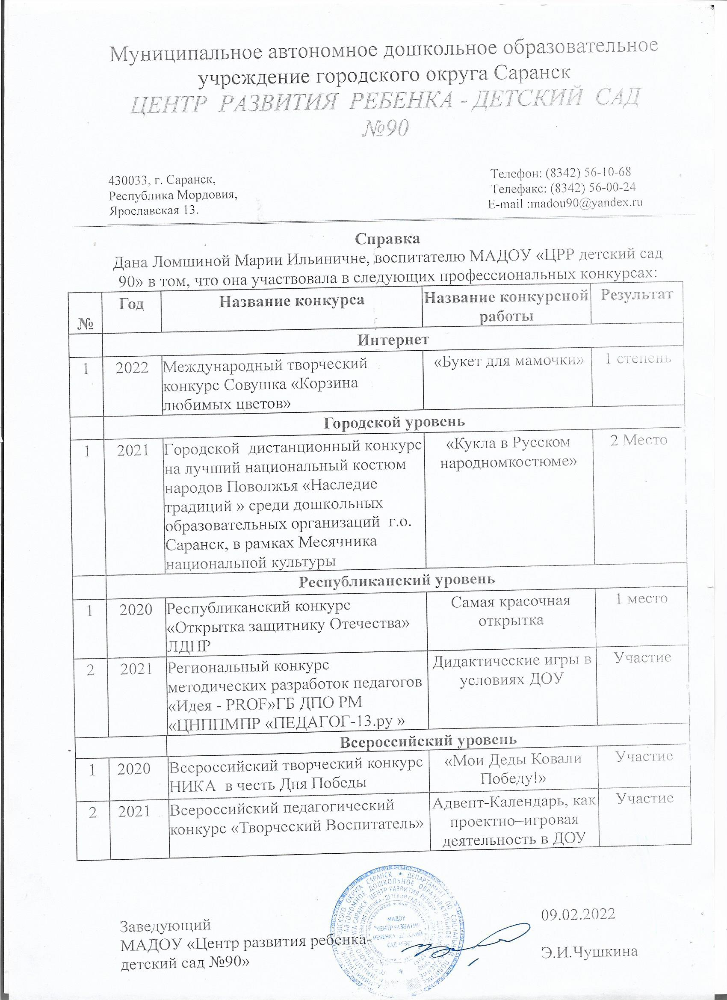 Муниципальное автономное дошкольное образовательное
учреждение городского округа Саранск
ЦЕНТР РАЗВИТИЯ РЕБЕНКА - ДЕТСКИЙ САД
№90
430033, г. Саранск,
Республика Мордовия,
Ярославская 13.
Телефон: (8342) 56-10-68
Телефакс: (8342) 56-00-24
E-mail :madou90@yandex.ru
Справка
Дана Ломшиной Марии Ильиничне, воспитателю МАДОУ «ЦРР детский сад
90» в том, что она участвовала в следующих профессиональных конкурсах:
№ Год Название конкурса Название конкурсной Результат
работы
Интернет
1 2022 Международный творческий «Букет для мамочки» 1 степень
конкурс Совушка «Корзина
любимых цветов»
Городской уровень
1 2021 Городской дистанционный конкурс «Кукла в Русском 2 Место
на лучший национальный костюм народномкостюме»
народов Поволжья «Наследие
традиций » среди дошкольных
образовательных организаций г.о.
Саранск, в рамках Месячника
национальной культуры
Республиканский уровень
1 2020 Республиканский конкурс Самая красочная 1 место
«Открытка защитнику Отечества» открытка
ЛДПР
2 2021 Региональный конкурс Дидактические игры в Участие
методических разработок педагогов условиях ДОУ
«Идея - PROF»ГБ ДПО РМ
«ЦНППМПР «ПЕДАГОГ-13.ру »
Всероссийский уровень
1 2020 Всероссийский творческий конкурс «Мои Деды Ковали Участие
НИКА в честь Дня Победы Победу!»
2 2021 Всероссийский педагогический Адвент-Календарь, как Участие
конкурс «Творческий Воспитатель» проектно–игровая
деятельность в ДОУ
Заведующий
МАДОУ «Центр развития ребенка-
детский сад №90»
МАДОУ
"ЦЕНТР РАЗВИТИЯ
РЕБЕНКА - ДЕТСКИЙ
САД №90"
09.02.2022
Э.И.Чушкина